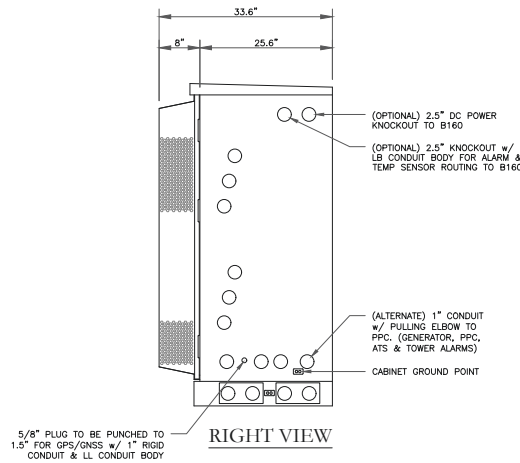 33.6"
8"
25.6"
(OPTIONAL) 2.5" DC POWER
KNOCKOUT TO B160
(OPTIONAL) 2.5" KNOCKOUT w/
LB CONDUIT BODY FOR ALARM &
TEMP SENSOR ROUTING TO B160
(ALTERNATE) 1" CONDUIT
w/ PULLING ELBOW TO
PPC. (GENERATOR, PPC,
ATS & TOWER ALARMS)
CABINET GROUND POINT
5/8" PLUG TO BE PUNCHED TO
1.5" FOR GPS/GNSS w/ 1" RIGID
CONDUIT & LL CONDUIT BODY
RIGHT VIEW